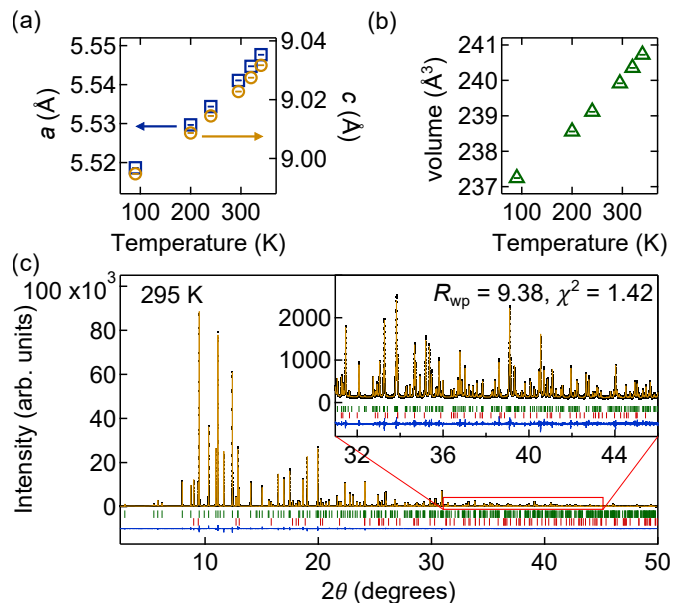 (a)
5.55
5.54
5.53
5.52
a (Å)
9.04
9.02
9.00
c (Å)
100 200 300
Temperature (K)
(b)
241
240
239
238
237
volume (Å³)
100 200 300
Temperature (K)
(c)
100 x10³
80
60
40
20
0
Intensity (arb. units)
295 K
R_wp = 9.38, χ² = 1.42
2000
1000
0
32 36 40 44
10 20 30 40 50
2θ (degrees)